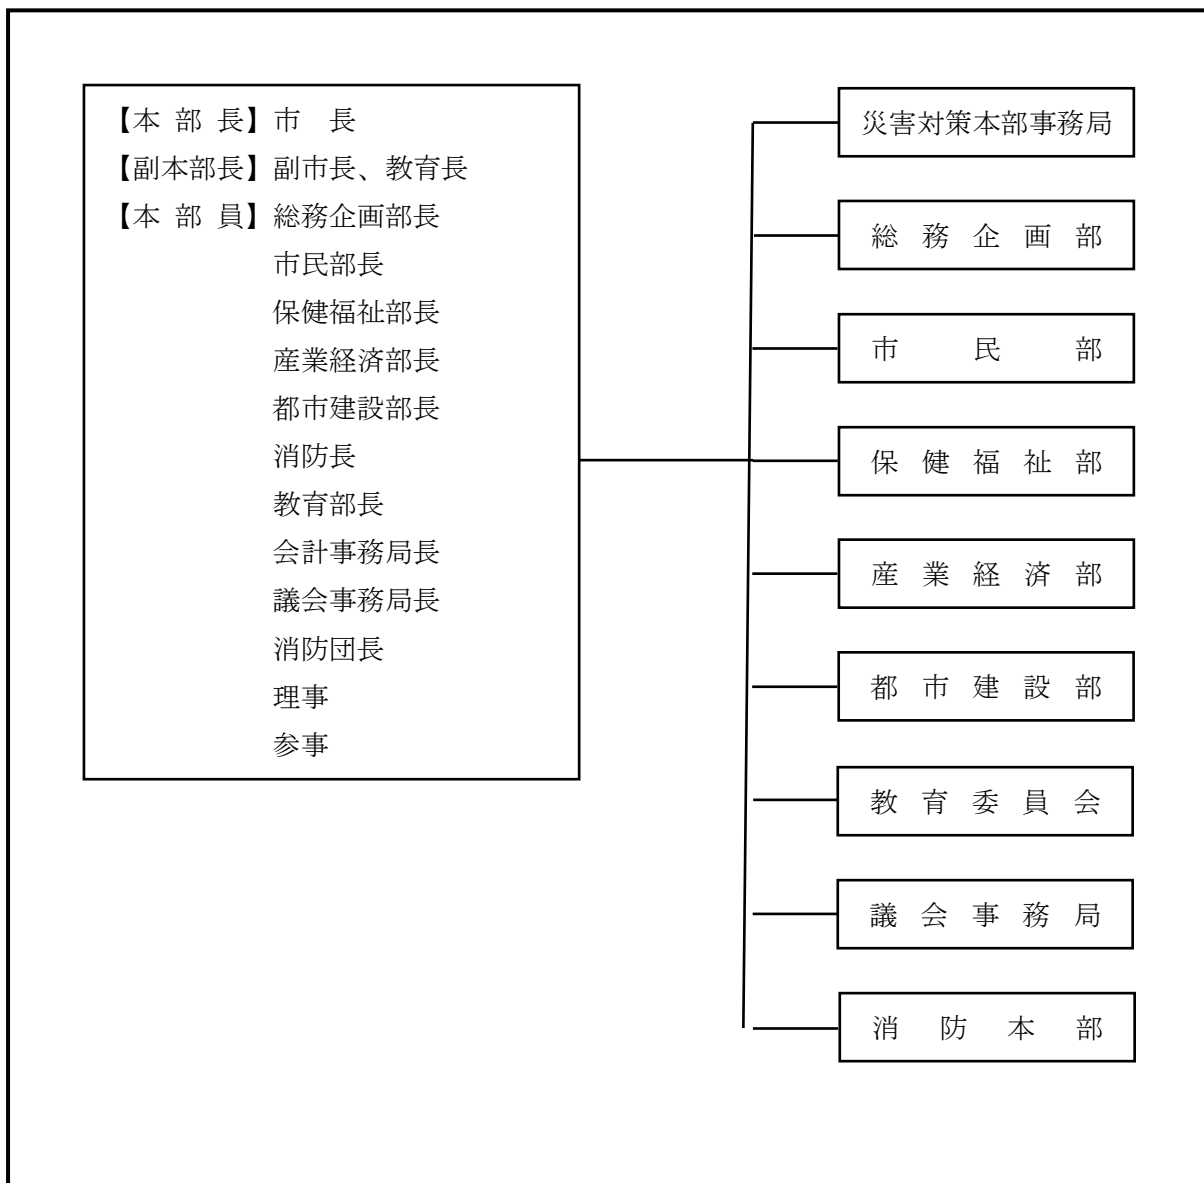 【本 部 長】市　長
【副本部長】副市長、教育長
【本 部 員】総務企画部長
市民部長
保健福祉部長
産業経済部長
都市建設部長
消防長
教育部長
会計事務局長
議会事務局長
消防団長
理事
参事
災害対策本部事務局
総務企画部
市民部
保健福祉部
産業経済部
都市建設部
教育委員会
議会事務局
消防本部